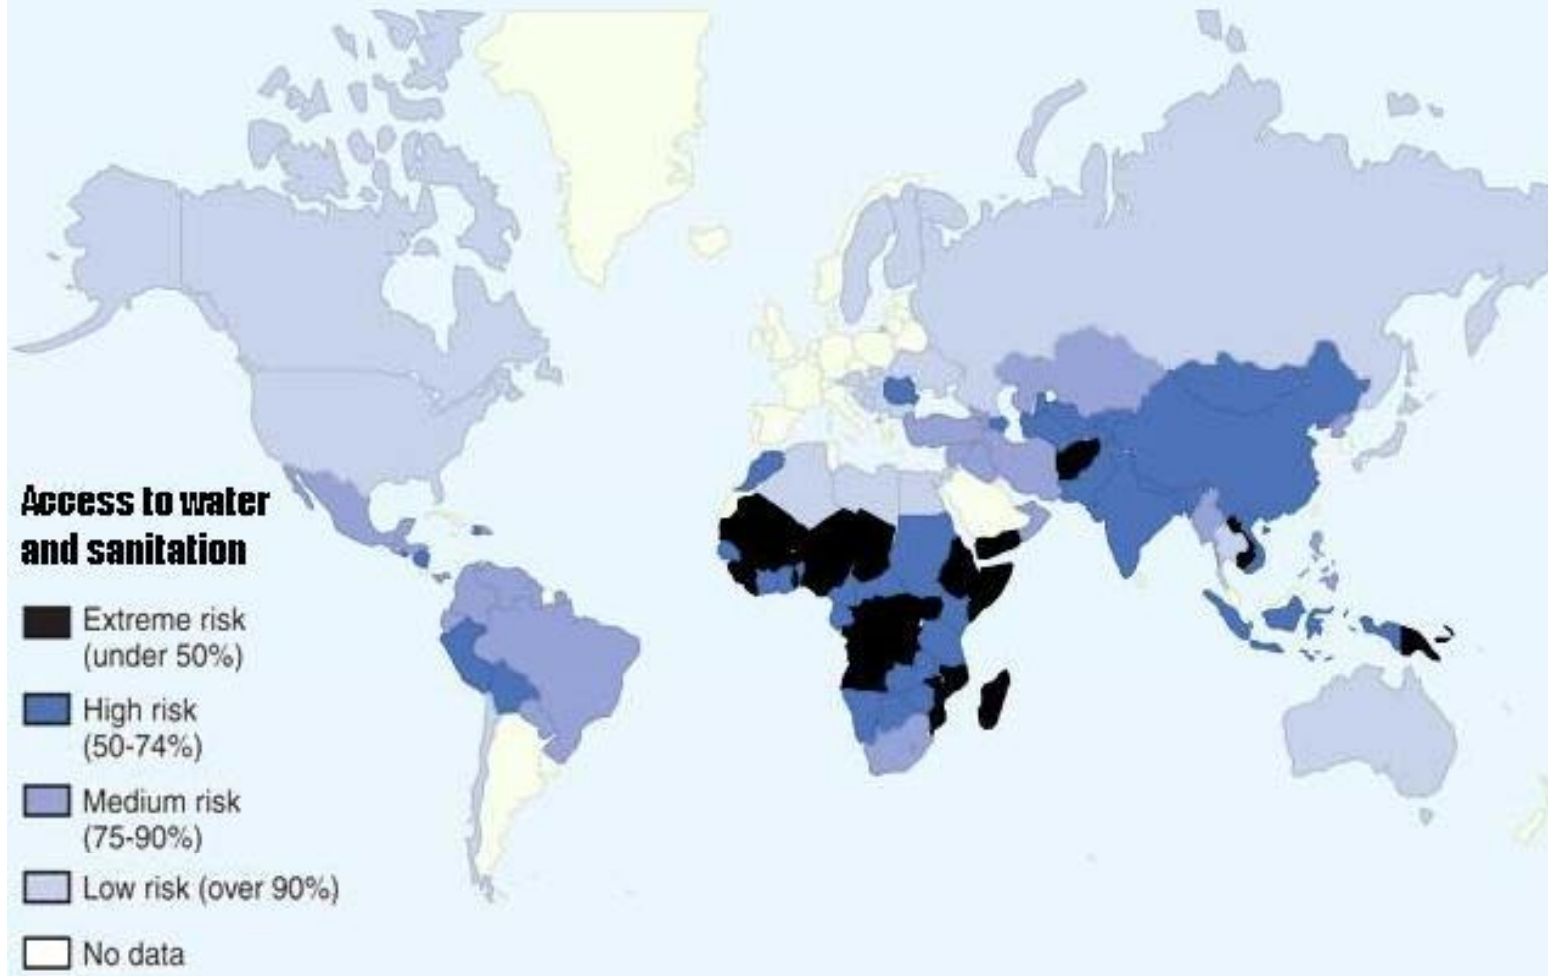 Access to water
and sanitation
Extreme risk
(under 50%)
High risk
(50-74%)
Medium risk
(75-90%)
Low risk (over 90%)
No data